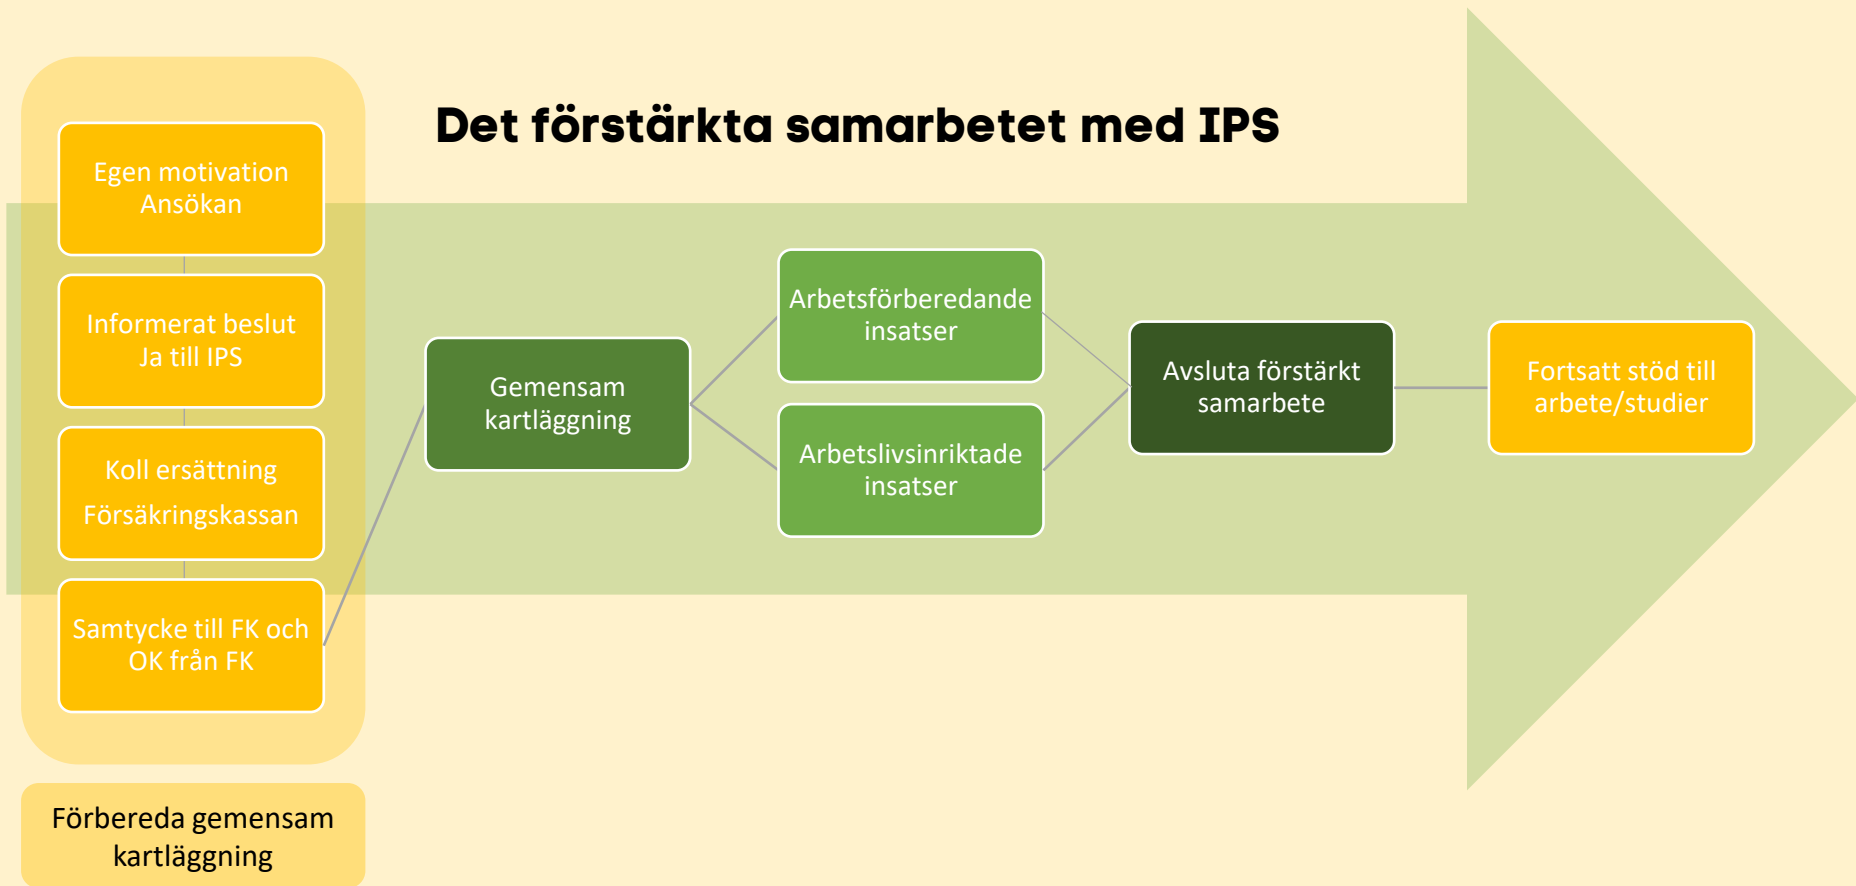 Det förstärkta samarbetet med IPS
Egen motivation
Ansökan
Informerat beslut
Ja till IPS
Koll ersättning
Försäkringskassan
Samtycke till FK och
OK från FK
Förbereda gemensam
kartläggning
Gemensam
kartläggning
Arbetsförberedande
insatser
Arbetslivsinriktade
insatser
Avsluta förstärkt
samarbete
Fortsatt stöd till
arbete/studier